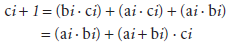 ci + 1 = (bi · ci) + (ai · ci) + (ai · bi)
= (ai · bi) + (ai + bi) · ci